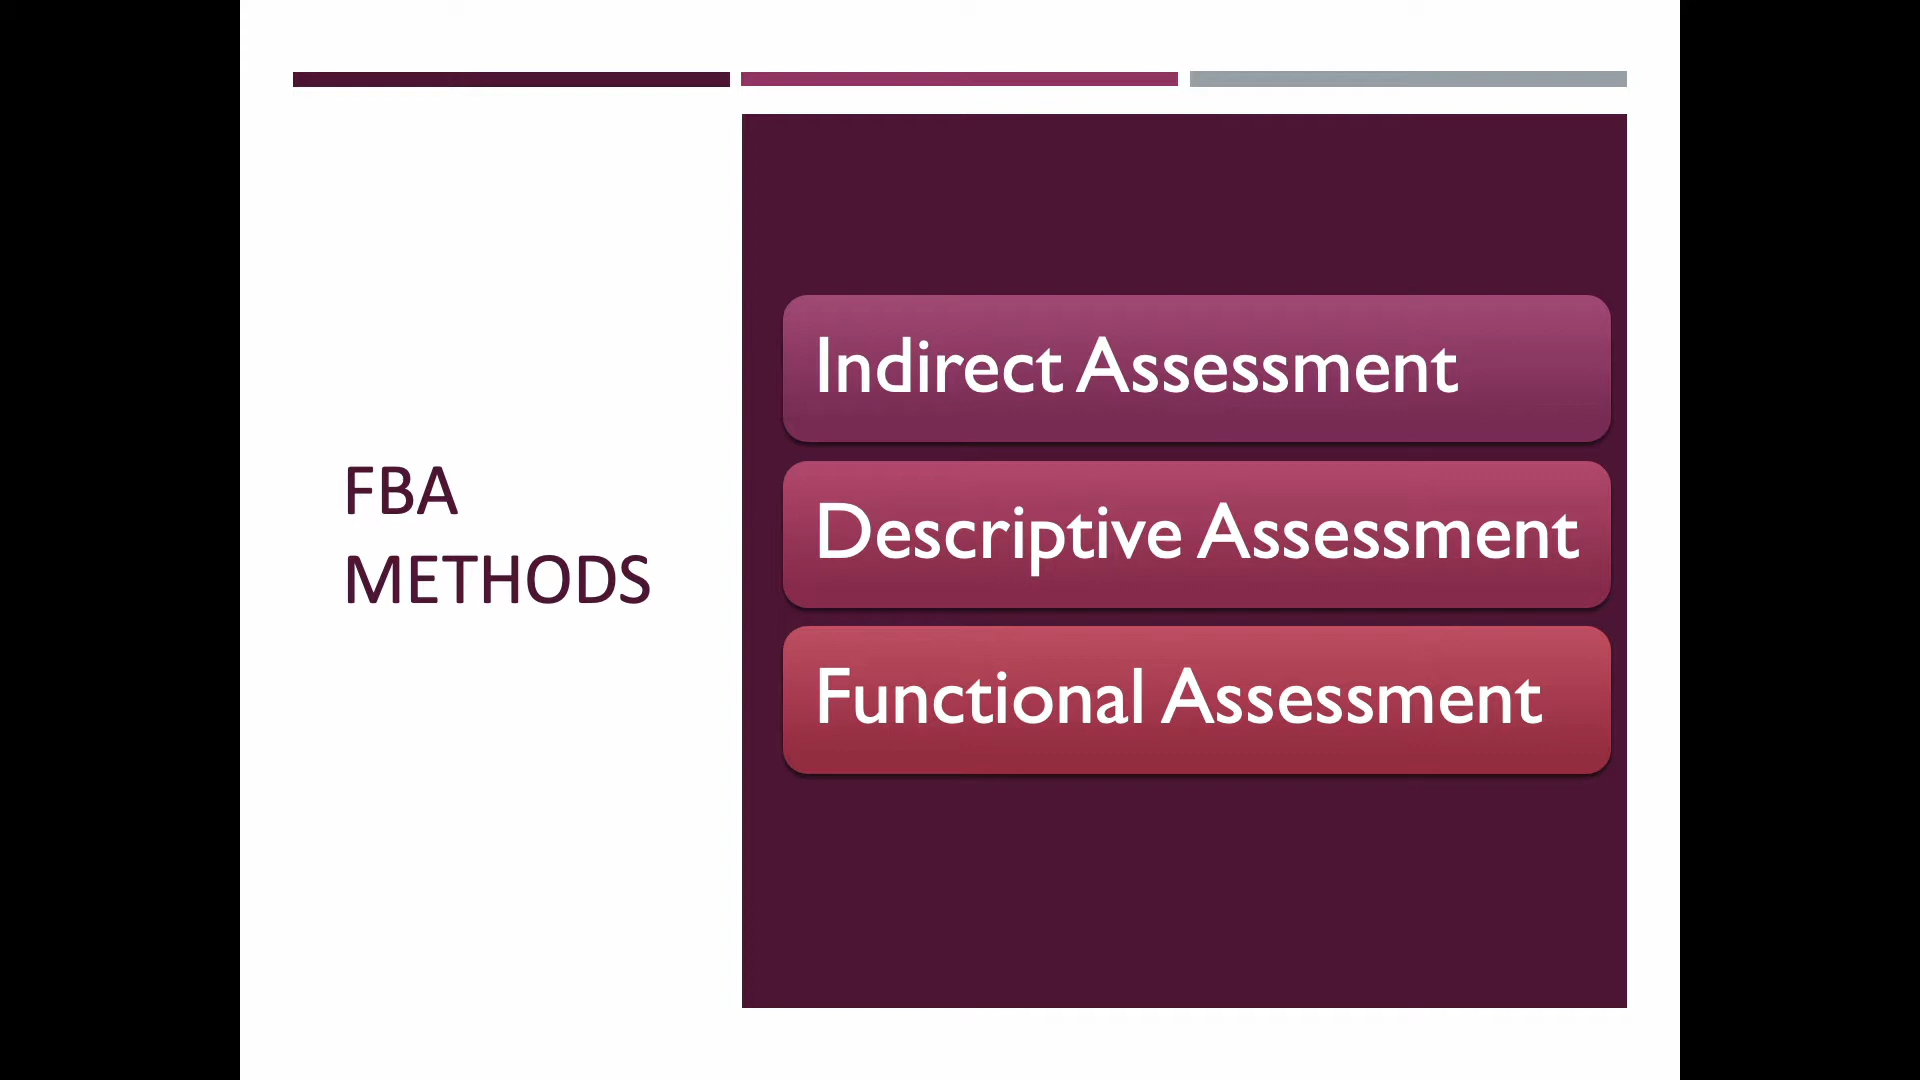 FBA
METHODS
Indirect Assessment
Descriptive Assessment
Functional Assessment